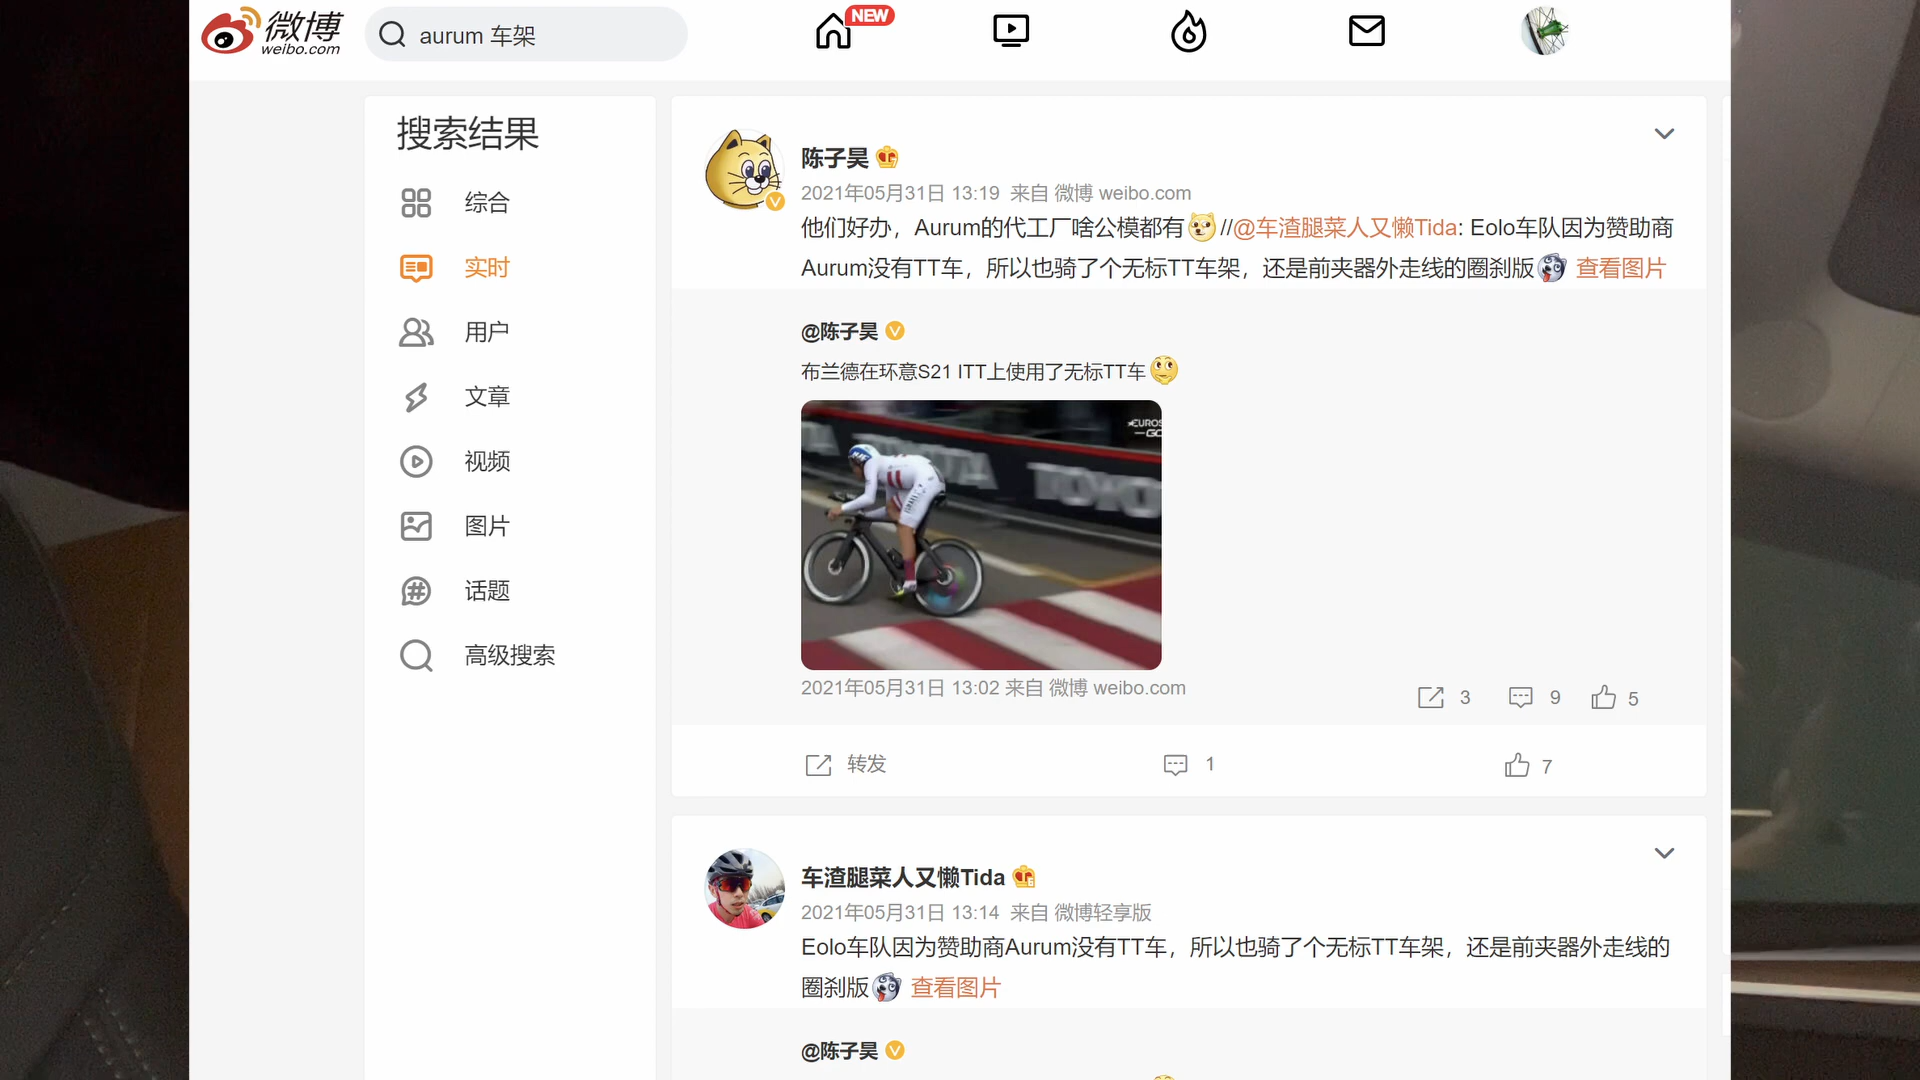 微博
weibo.com
aurum 车架
NEW
搜索结果
综合
实时
用户
文章
视频
图片
话题
高级搜索
陈子昊
2021年05月31日 13:19 来自 微博 weibo.com
他们好办，Aurum的代工厂啥公模都有//@车渣腿菜人又懒Tida: Eolo车队因为赞助商
Aurum没有TT车，所以也骑了个无标TT车架，还是前夹器外走线的圈刹版 查看图片
@陈子昊
布兰德在环意S21 ITT上使用了无标TT车
TOYOTA
TOYO
2021年05月31日 13:02 来自 微博 weibo.com
3 9 5
转发 1 7
车渣腿菜人又懒Tida
2021年05月31日 13:14 来自 微博轻享版
Eolo车队因为赞助商Aurum没有TT车，所以也骑了个无标TT车架，还是前夹器外走线的
圈刹版 查看图片
@陈子昊